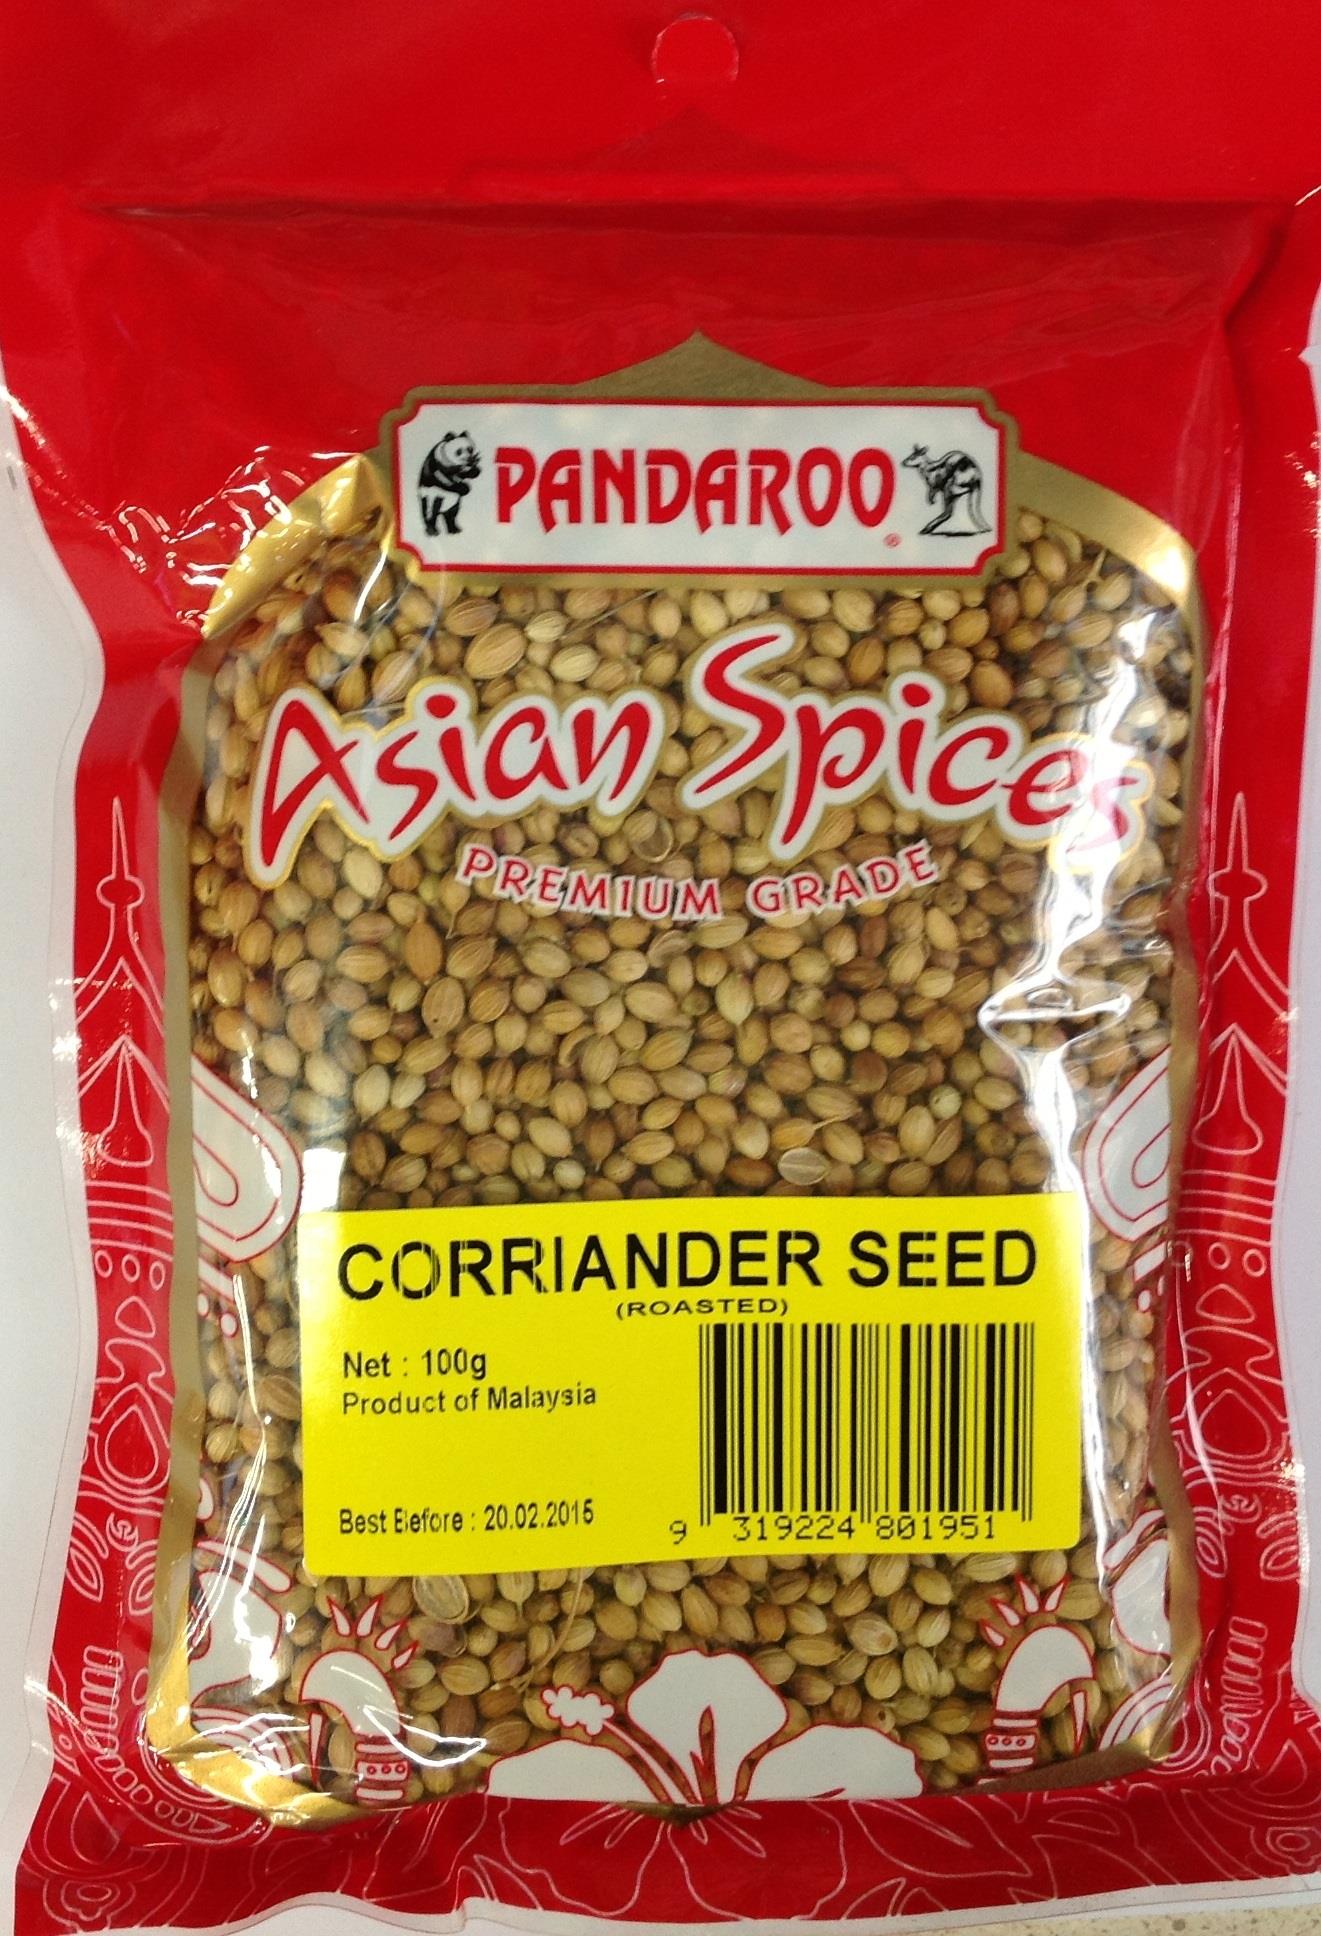 PANDAROO
Asian Spices
PREMIUM GRADE
CORRIANDER SEED
(ROASTED)
Net : 100g
Product of Malaysia
Best Before : 20.02.2015
9 319224 801951